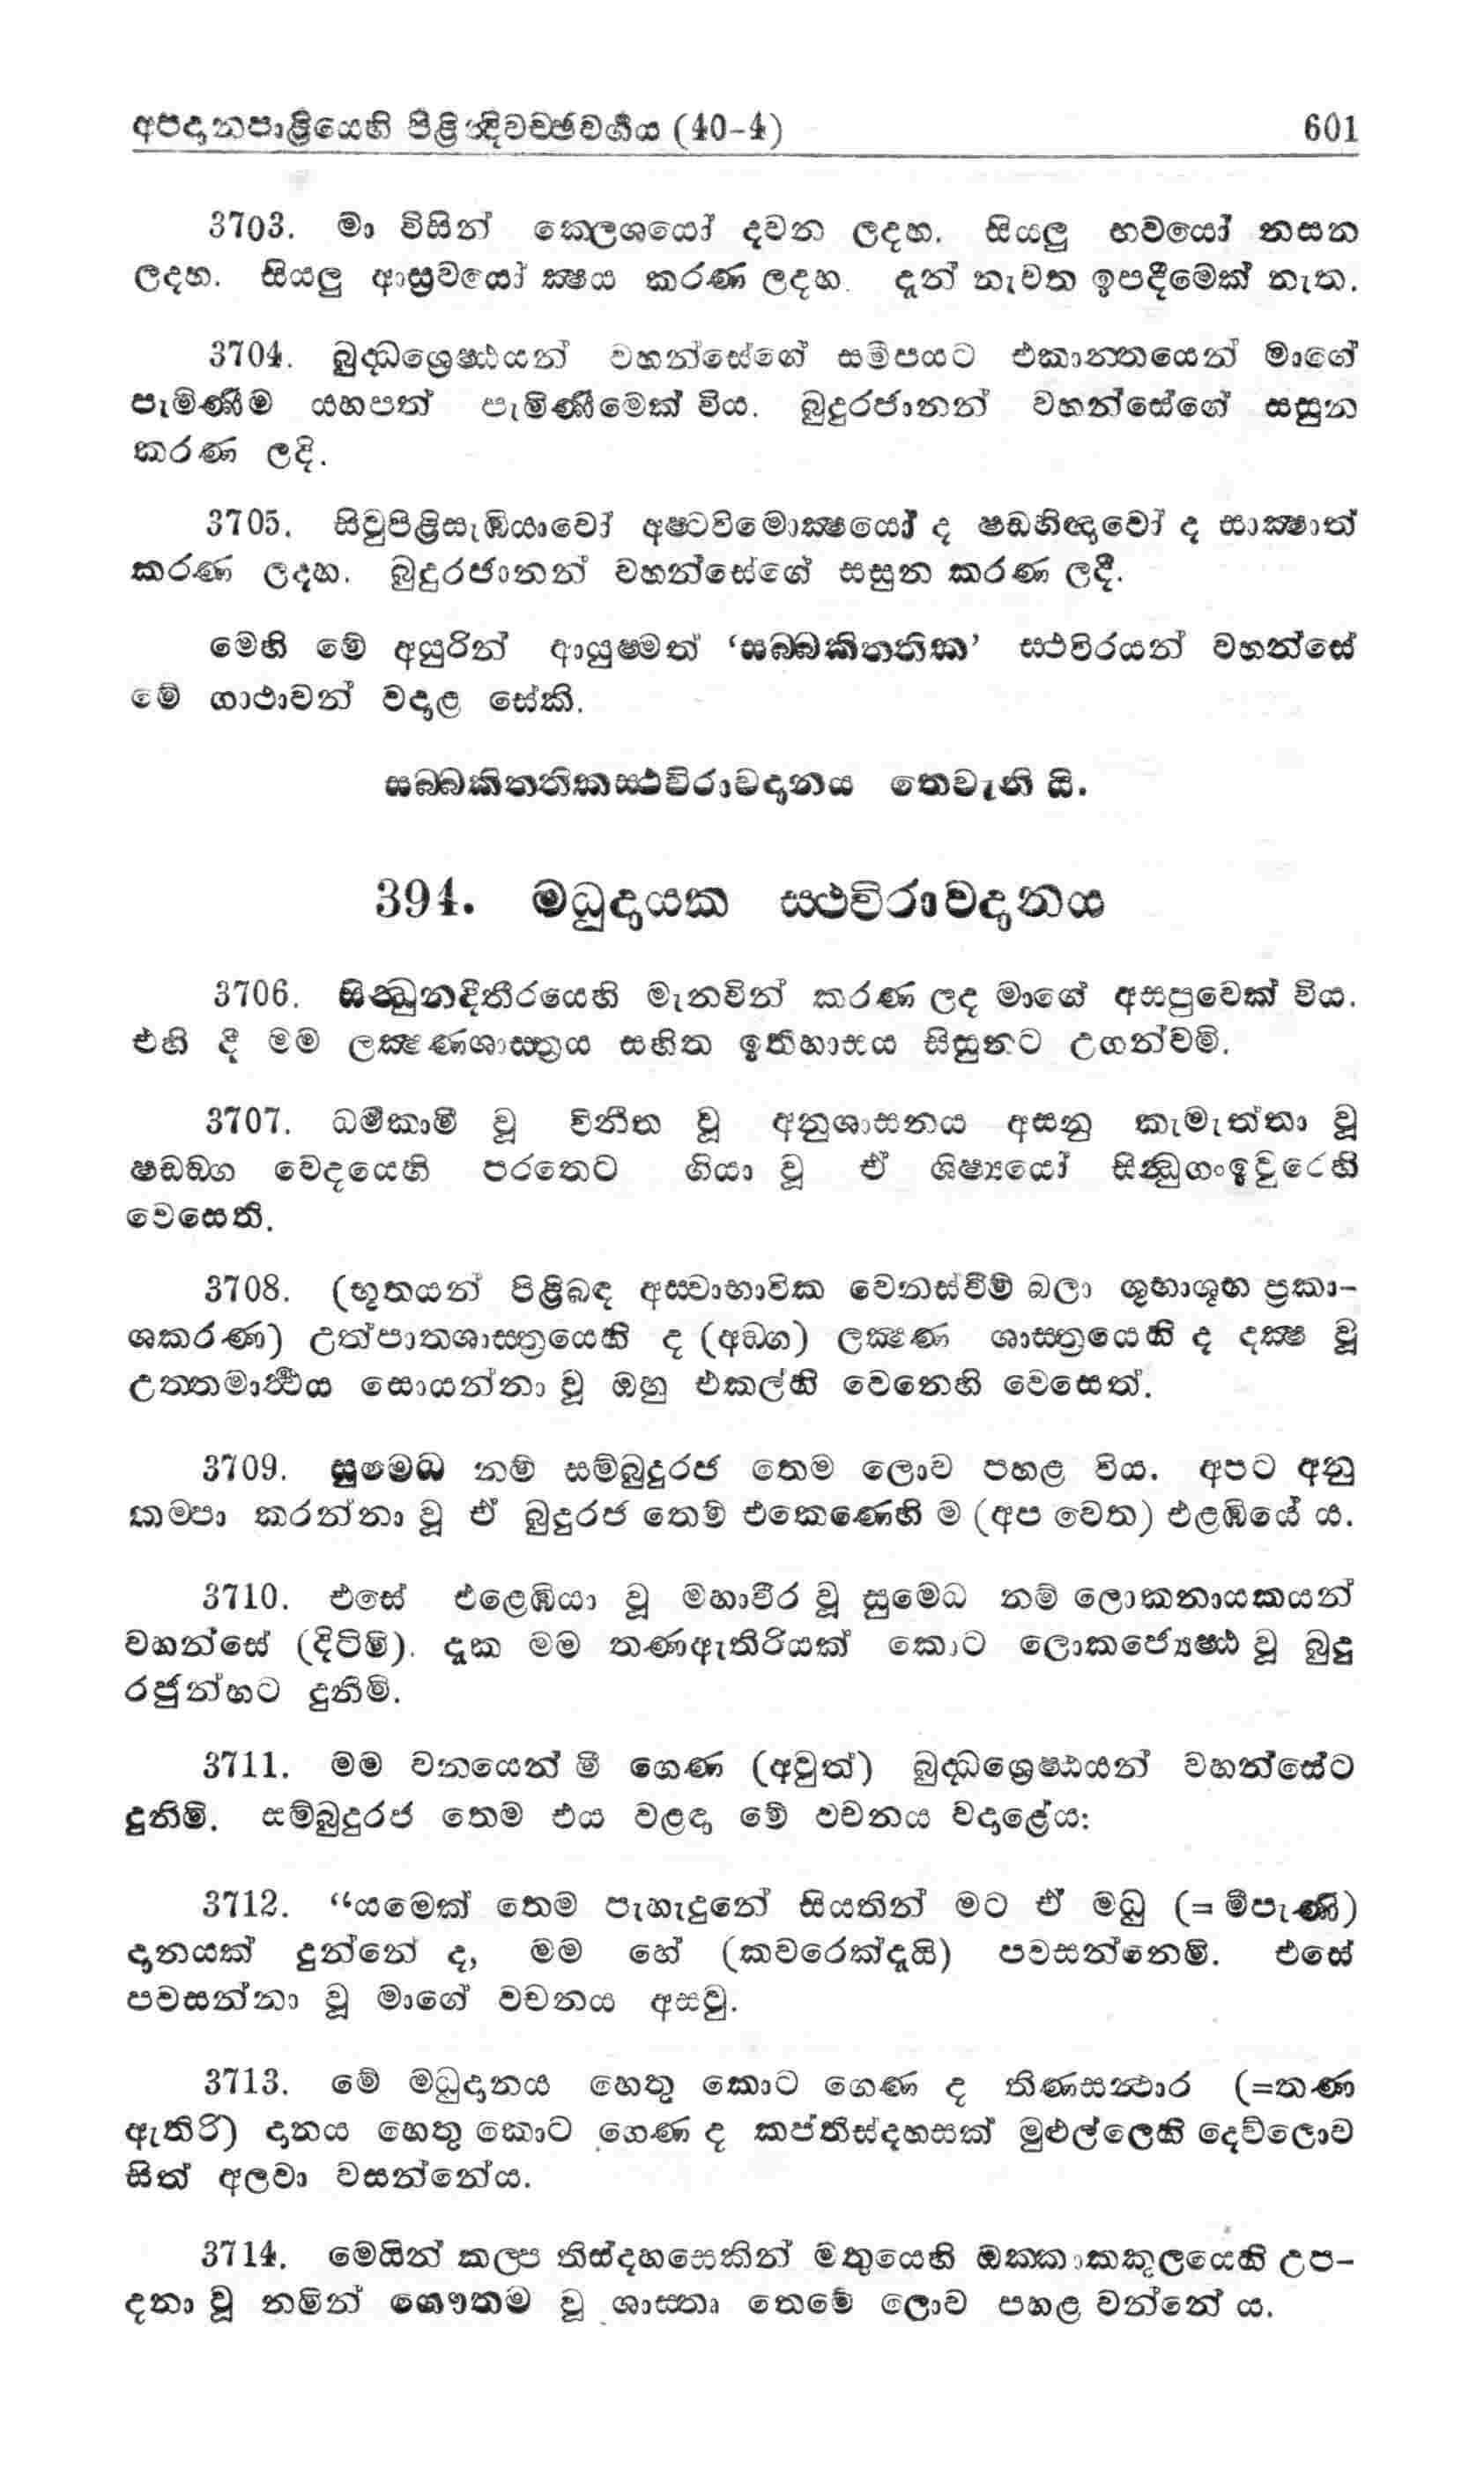 අපදානපාළියෙහි පිළින්‍දිවච්ඡවර්‍ගය (40-4) 601
3703. මා විසින් කෙලශයෝ දවන ලදහ. සියලු භවයෝ නසන
ලදහ. සියලු ආස්‍රවයෝ ක්‍ෂය කරණ ලදහ. දැන් නැවත ඉපදීමෙක් නැත.
3704. බුද්‍ධශ්‍රෙෂ්ඨයන් වහන්සේගේ සමීපයට එකාන්තයෙන් මාගේ
පැමිණීම යහපත් පැමිණීමෙක් විය. බුදුරජානන් වහන්සේගේ සසුන
කරණ ලදි.
3705. සිවුපිළිසැඹියාවෝ අෂ්ටවිමොක්‍ෂයෝ ද ෂඩභිඥාවෝ ද සාක්‍ෂාත්
කරණ ලදැහ. බුදුරජානන් වහන්සේගේ සසුන කරණ ලදී.
මෙහි මේ අයුරින් ආයුෂ්මත් ‘සබ්බකිත්තික’ ස්ථවිරයන් වහන්සේ
මේ ගාථාවන් වදාළ සේකි.
සබ්බකිත්තිකස්ථවිරාවදානය තෙවැනි යි.
394. මධුදායක ස්ථවිරාවදානය
3706. සින්‍ධුනදීතීරයෙහි මැනවින් කරණ ලද මාගේ අසපුවෙක් විය.
එහි දී මම ලක්‍ෂණශාස්ත්‍රය සහිත ඉතිහාසය සිසුනට උගන්වමි.
3707. ධර්‍මකාමී වූ විනීත වූ අනුශාසනය අසනු කැමැත්තා වූ
ෂඩඞ්ග වෙදයෙහි පරතෙට ගියා වූ ඒ ශිෂ්‍යයෝ සින්‍ධුගංඉවුරෙහි
වෙසෙති.
3708. (භූතයන් පිළිබඳ අස්වාභාවික වෙනස්වීම් බලා ශුභාශුභ ප්‍රකා-
ශකරණ) උත්පාතශාස්ත්‍රයෙහි ද (අඞ්ග) ලක්‍ෂණ ශාස්ත්‍රයෙහි ද දක්‍ෂ වූ
උත්තමාර්‍ථය සොයන්නා වූ ඔහු එකල්හි වෙනෙහි වෙසෙත්.
3709. සුමෙධ නම් සම්බුදුරජ තෙම ලොව පහළ විය. අපට අනු
කම්පා කරන්නා වූ ඒ බුදුරජ තෙම් එකෙණෙහි ම (අප වෙත) එළඹියේ ය.
3710. එසේ එළෙඹියා වූ මහාවීර වූ සුමෙධ නම් ලොකනායකයන්
වහන්සේ (දිටිමි). දැක මම තණඇතිරියක් කොට ලොකජ්‍යෙෂ්ඨ වූ බුදු
රජුන්හට දුනිමි.
3711. මම වනයෙන් මී ගෙණ (අවුත්) බුද්‍ධශ්‍රෙෂ්ඨයන් වහන්සේට
දුනිමි. සම්බුදුරජ තෙම එය වළඳා මේ වචනය වදාළේය:
3712. “යමෙක් තෙම පැහැදුනේ සියතින් මට ඒ මධු (= මීපැණි)
දානයක් දුන්නේ ද, මම හේ (කවරෙක්දැයි) පවසන්නෙමි. එසේ
පවසන්නා වූ මාගේ වචනය අසවු.
3713. මේ මධුදානය හෙතු කොට ගෙණ ද තිණසන්‍ථාර (=තණ
ඇතිරි) දානය හෙතු කොට ගෙණ ද කප්තිස්දහසක් මුළුල්ලෙහි දෙව්ලොව
සිත් අලවා වසන්නේය.
3714. මෙයින් කල්ප තිස්දහසෙකින් මතුයෙහි ඔක්කාකකුලයෙහි උප-
දනා වූ නමින් ගෞතම වූ ශාස්තෘ තෙමේ ලොව පහළ වන්නේ ය.